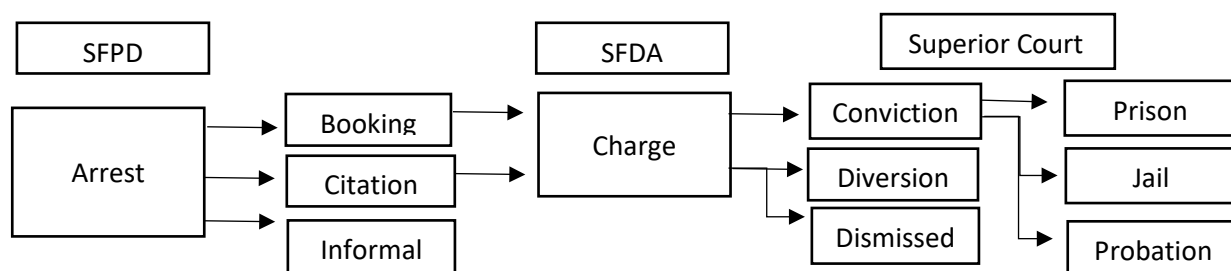 SFPD
SFDA
Superior Court
Arrest
Booking
Citation
Informal
Charge
Conviction
Diversion
Dismissed
Prison
Jail
Probation